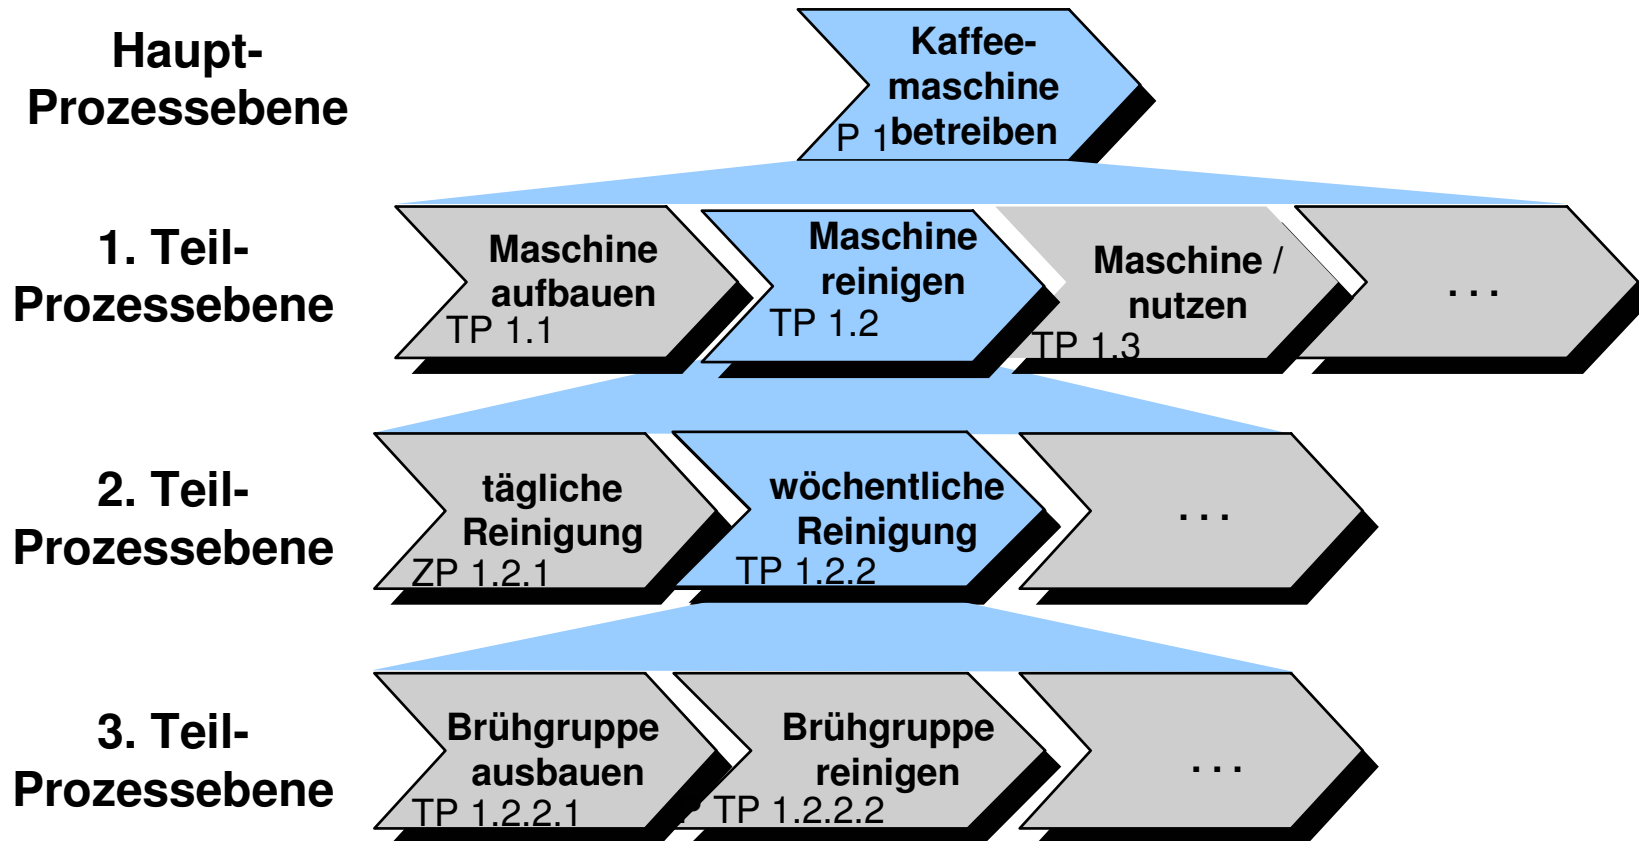 Haupt-
Prozessebene
Kaffee-
maschine
betreiben
P 1
1. Teil-
Prozessebene
Maschine
aufbauen
TP 1.1
Maschine
reinigen
TP 1.2
Maschine /
nutzen
TP 1.3
. . .
2. Teil-
Prozessebene
tägliche
Reinigung
ZP 1.2.1
wöchentliche
Reinigung
TP 1.2.2
. . .
3. Teil-
Prozessebene
Brühgruppe
ausbauen
TP 1.2.2.1
Brühgruppe
reinigen
P TP 1.2.2.2
. . .